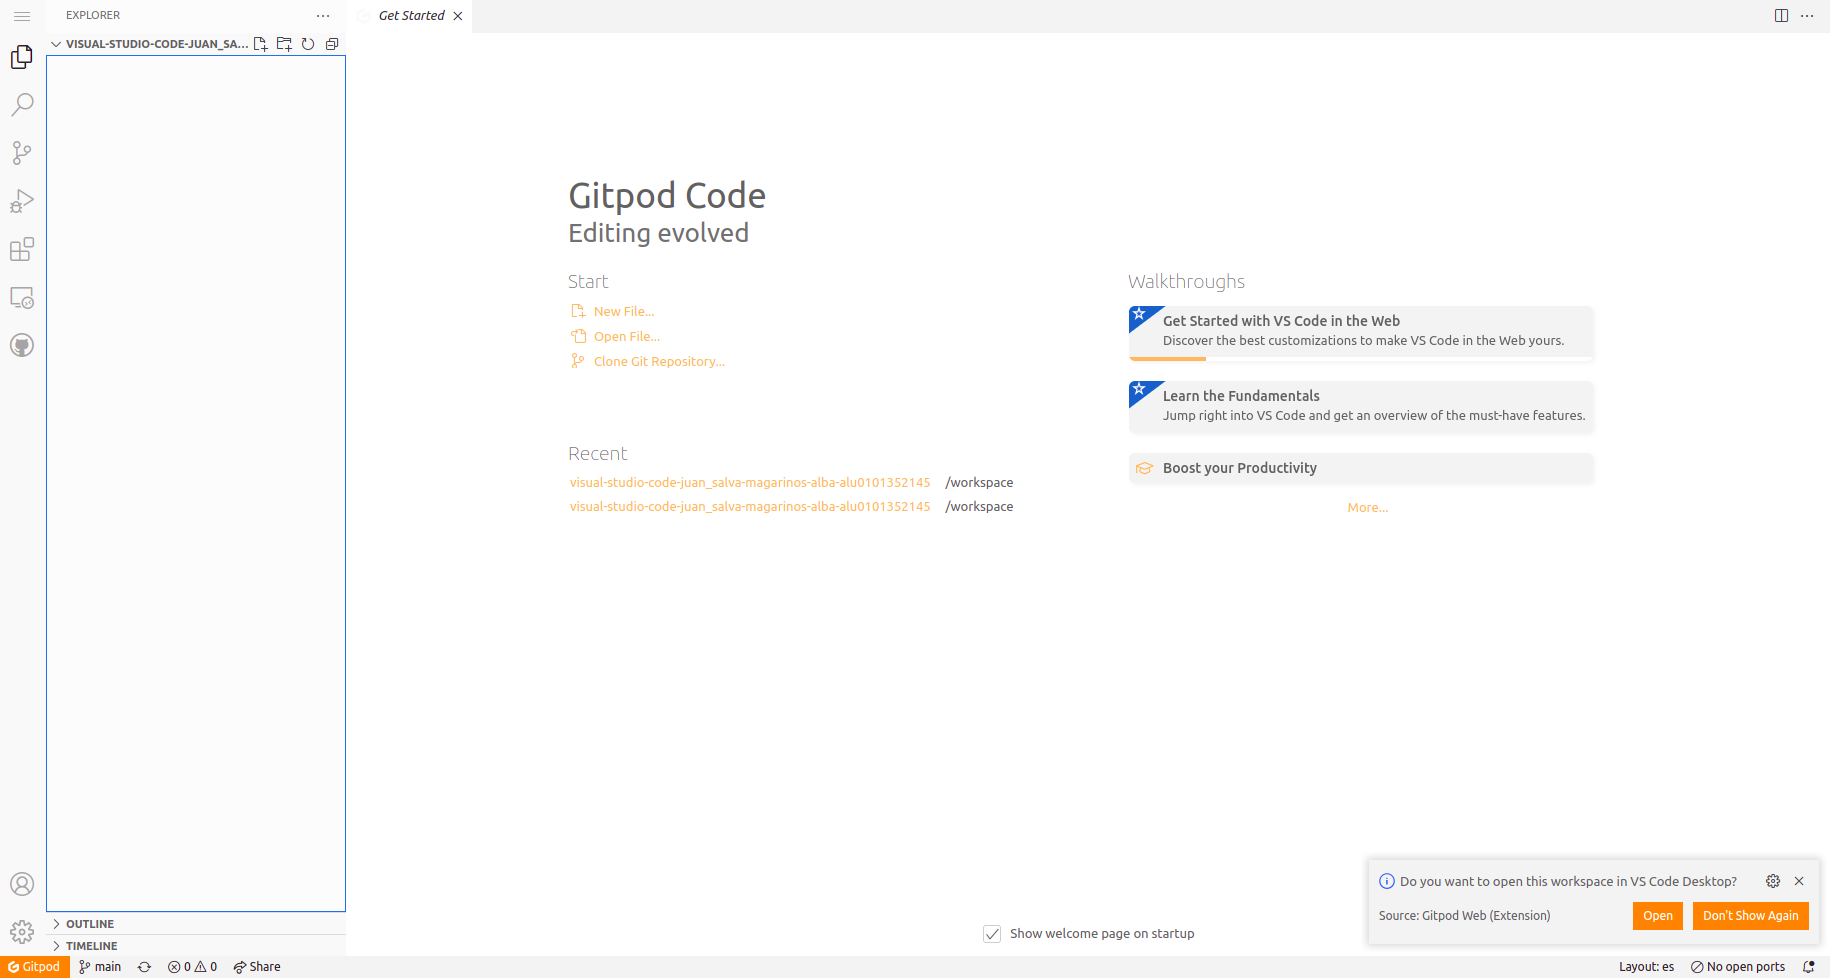 EXPLORER
Get Started
VISUAL-STUDIO-CODE-JUAN_SA...
Gitpod Code
Editing evolved
Start
New File...
Open File...
Clone Git Repository...
Recent
visual-studio-code-juan_salva-magarinos-alba-alu0101352145 /workspace
visual-studio-code-juan_salva-magarinos-alba-alu0101352145 /workspace
Walkthroughs
Get Started with VS Code in the Web
Discover the best customizations to make VS Code in the Web yours.
Learn the Fundamentals
Jump right into VS Code and get an overview of the must-have features.
Boost your Productivity
More...
Do you want to open this workspace in VS Code Desktop?
Source: Gitpod Web (Extension)
Open
Don't Show Again
Show welcome page on startup
OUTLINE
TIMELINE
Gitpod main 0 0 Share Layout: es No open ports